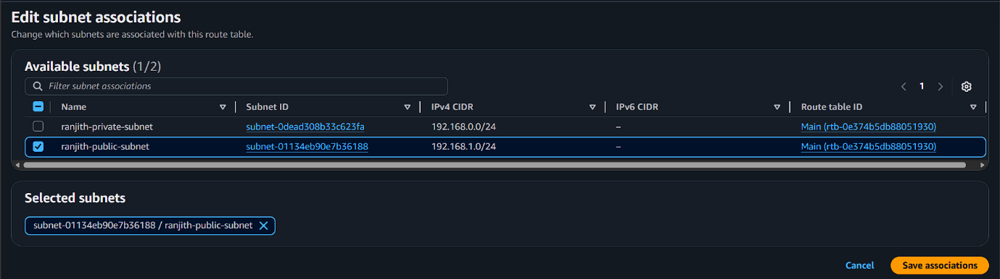 Edit subnet associations
Change which subnets are associated with this route table.
Available subnets (1/2)
Filter subnet associations
1
Name Subnet ID IPv4 CIDR IPv6 CIDR Route table ID
ranjith-private-subnet subnet-0dead308b33c623fa 192.168.0.0/24 – Main (rtb-0e374b5db88051930)
ranjith-public-subnet subnet-01134eb90e7b36188 192.168.1.0/24 – Main (rtb-0e374b5db88051930)
Selected subnets
subnet-01134eb90e7b36188 / ranjith-public-subnet
Cancel Save associations